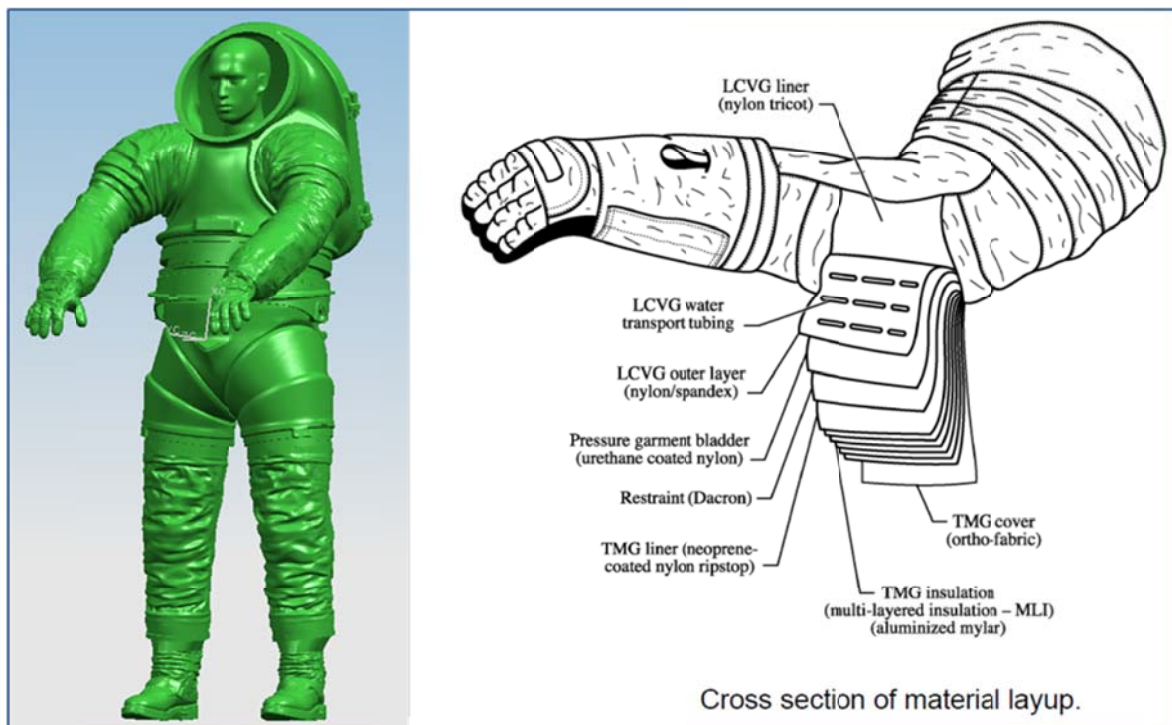 LCVG liner
(nylon tricot)
LCVG water
transport tubing
LCVG outer layer
(nylon/spandex)
Pressure garment bladder
(urethane coated nylon)
Restraint (Dacron)
TMG liner (neoprene-
coated nylon ripstop)
TMG cover
(ortho-fabric)
TMG insulation
(multi-layered insulation – MLI)
(aluminized mylar)
Cross section of material layup.